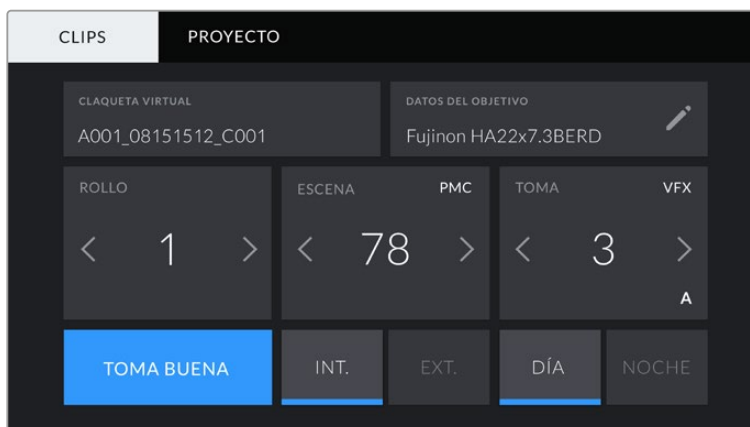 CLIPS PROYECTO
CLAQUETA VIRTUAL DATOS DEL OBJETIVO
A001_08151512_C001 Fujinon HA22x7.3BERD
ROLLO ESCENA PMC TOMA VFX
1 78 3
A
TOMA BUENA INT. EXT. DÍA NOCHE